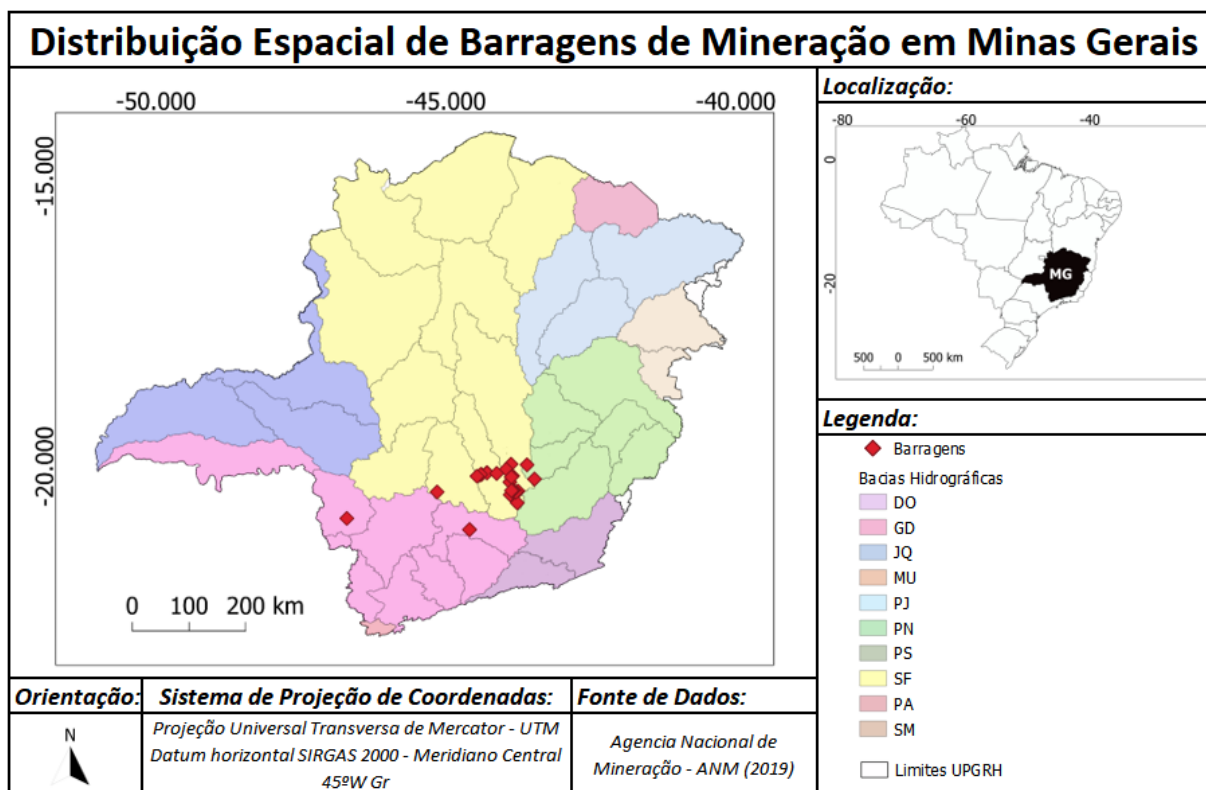 Distribuição Espacial de Barragens de Mineração em Minas Gerais
-50.000 -45.000 -40.000
-15.000
-20.000
0 100 200 km
Localização:
-80 -60 -40
0
-20
MG
500 0 500 km
Legenda:
Barragens
Bacias Hidrográficas
DO
GD
JQ
MU
PJ
PN
PS
SF
PA
SM
Limites UPGRH
Orientação:
N
Sistema de Projeção de Coordenadas:
Projeção Universal Transversa de Mercator - UTM
Datum horizontal SIRGAS 2000 - Meridiano Central
45ºW Gr
Fonte de Dados:
Agencia Nacional de
Mineração - ANM (2019)